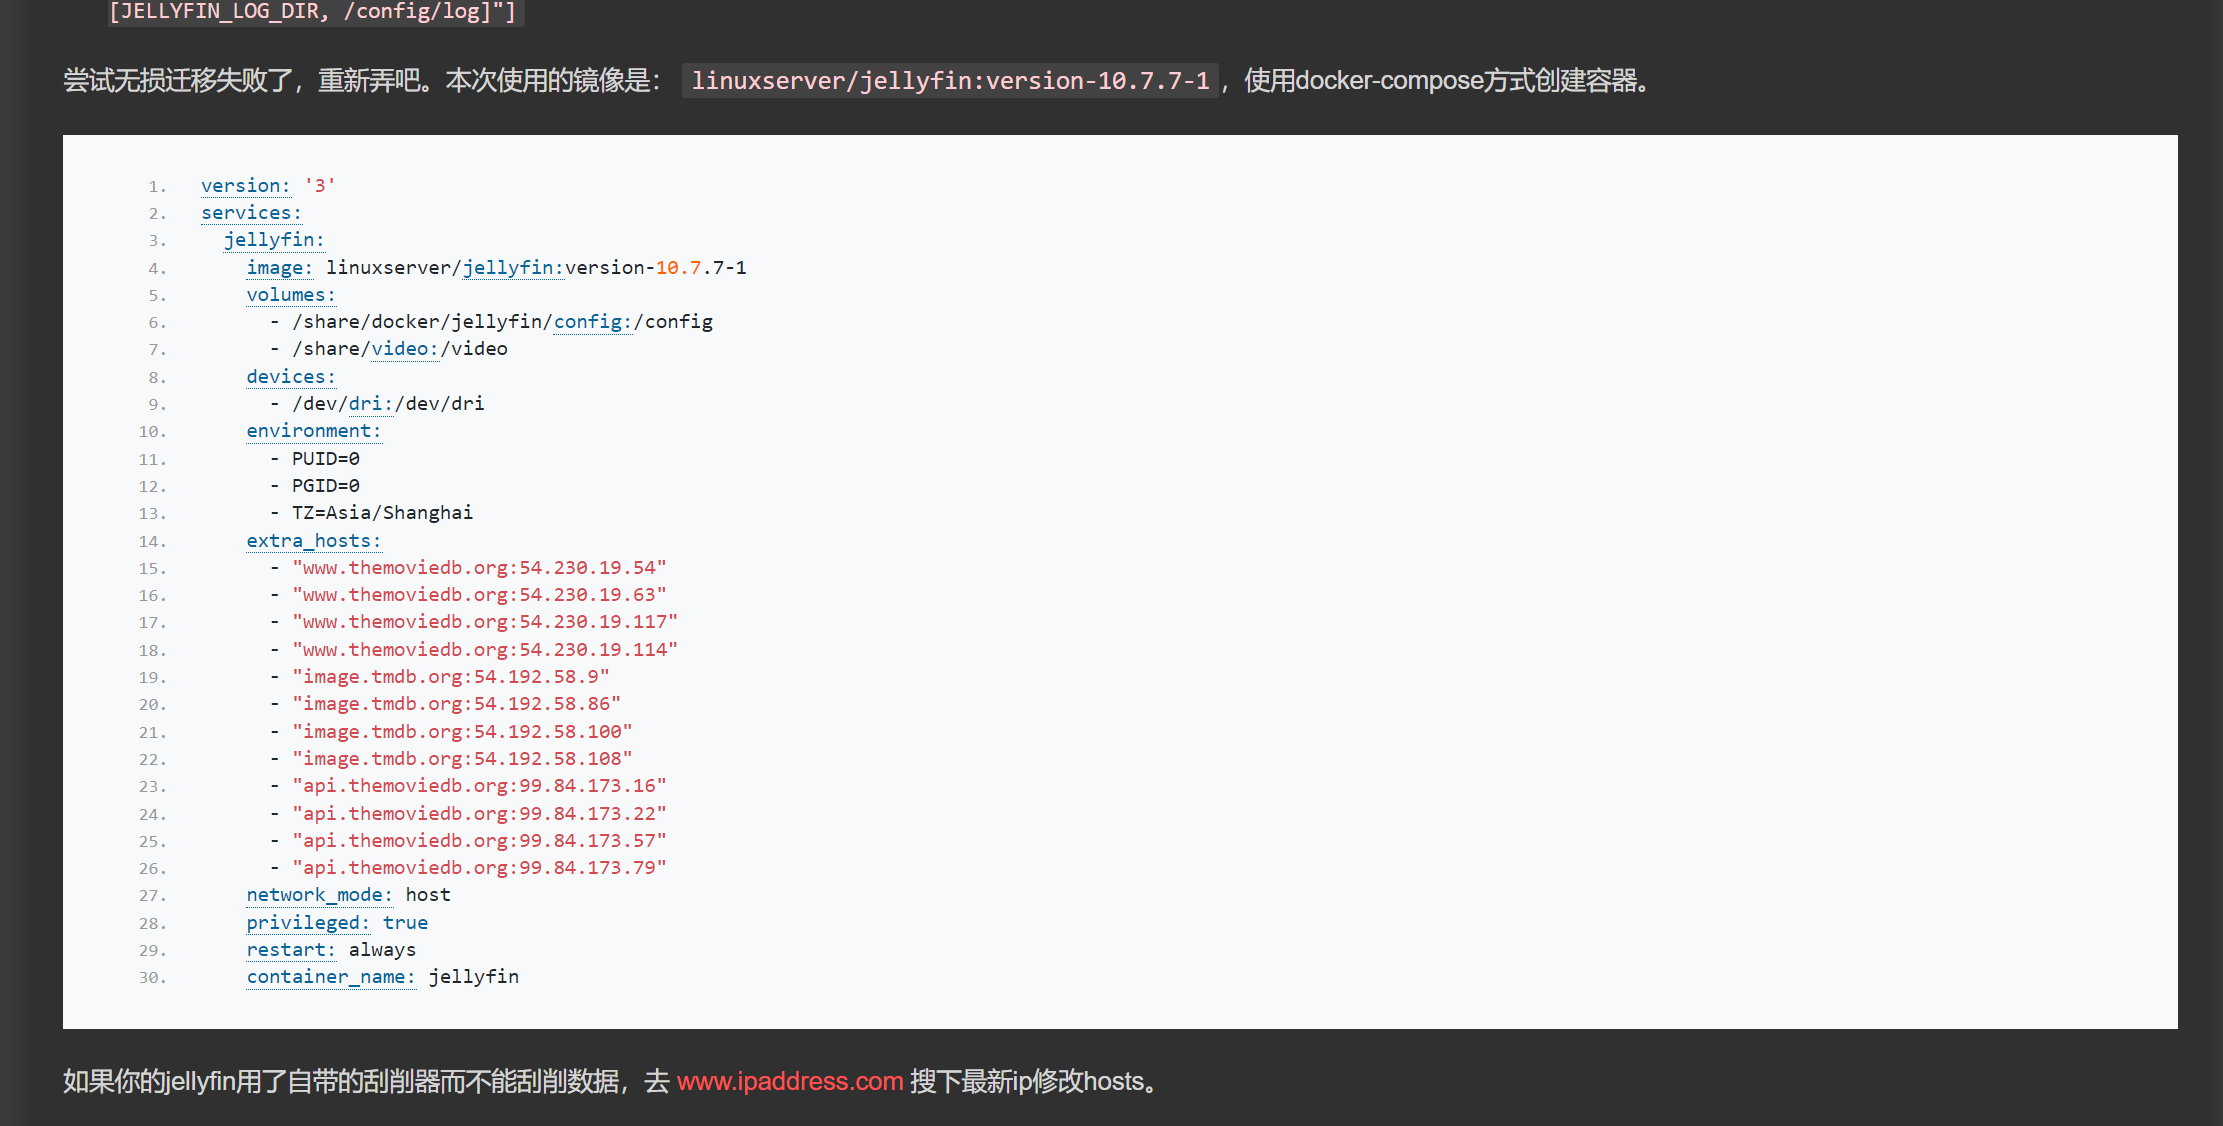 [JELLYFIN_LOG_DIR, /config/log]"]
尝试无损迁移失败了，重新弄吧。本次使用的镜像是： linuxserver/jellyfin:version-10.7.7-1，使用docker-compose方式创建容器。
1. version: '3'
2. services:
3.   jellyfin:
4.     image: linuxserver/jellyfin:version-10.7.7-1
5.     volumes:
6.       - /share/docker/jellyfin/config:/config
7.       - /share/video:/video
8.     devices:
9.       - /dev/dri:/dev/dri
10.     environment:
11.       - PUID=0
12.       - PGID=0
13.       - TZ=Asia/Shanghai
14.     extra_hosts:
15.       - "www.themoviedb.org:54.230.19.54"
16.       - "www.themoviedb.org:54.230.19.63"
17.       - "www.themoviedb.org:54.230.19.117"
18.       - "www.themoviedb.org:54.230.19.114"
19.       - "image.tmdb.org:54.192.58.9"
20.       - "image.tmdb.org:54.192.58.86"
21.       - "image.tmdb.org:54.192.58.100"
22.       - "image.tmdb.org:54.192.58.108"
23.       - "api.themoviedb.org:99.84.173.16"
24.       - "api.themoviedb.org:99.84.173.22"
25.       - "api.themoviedb.org:99.84.173.57"
26.       - "api.themoviedb.org:99.84.173.79"
27.     network_mode: host
28.     privileged: true
29.     restart: always
30.     container_name: jellyfin
如果你的jellyfin用了自带的刮削器而不能刮削数据，去 www.ipaddress.com 搜下最新ip修改hosts。